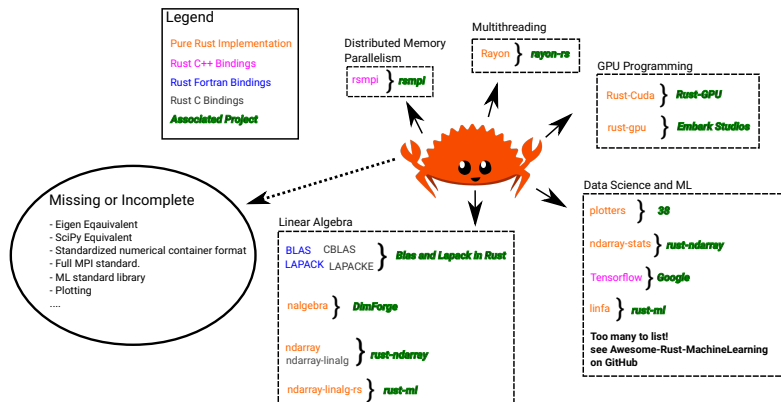 Legend
Pure Rust Implementation
Rust C++ Bindings
Rust Fortran Bindings
Rust C Bindings
Associated Project
Distributed Memory
Parallelism
rsmpi } rsmpi
Multithreading
Rayon } rayon-rs
GPU Programming
Rust-Cuda } Rust-GPU
rust-gpu } Embark Studios
Missing or Incomplete
- Eigen Eqauivalent
- SciPy Equivalent
- Standardized numerical container format
- Full MPI standard.
- ML standard library
- Plotting
....
Linear Algebra
BLAS CBLAS
LAPACK LAPACKE } Blas and Lapack in Rust
nalgebra } DimForge
ndarray
ndarray-linalg } rust-ndarray
ndarray-linalg-rs } rust-ml
Data Science and ML
plotters } 38
ndarray-stats } rust-ndarray
Tensorflow } Google
linfa } rust-ml
Too many to list!
see Awesome-Rust-MachineLearning
on GitHub